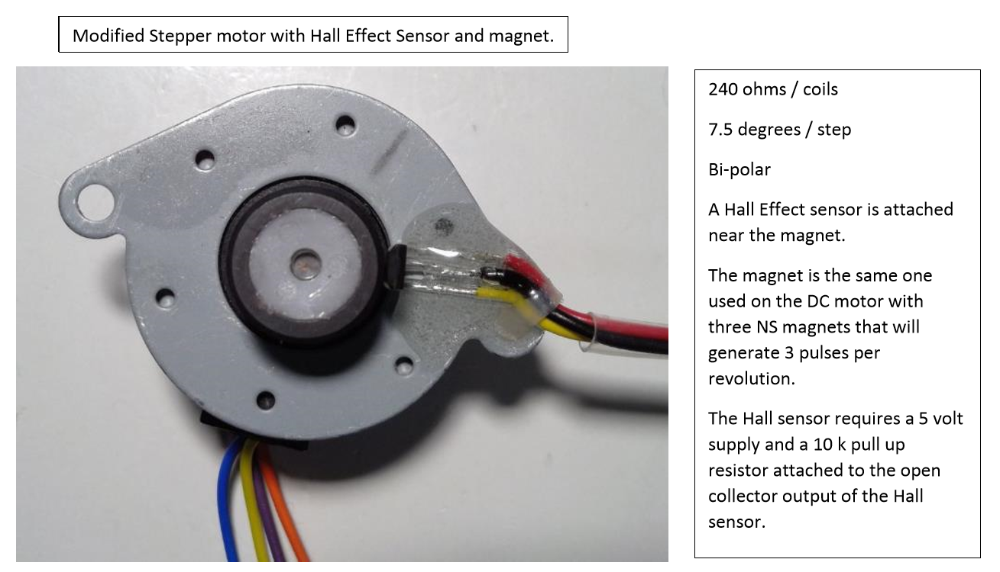 Modified Stepper motor with Hall Effect Sensor and magnet.
240 ohms / coils
7.5 degrees / step
Bi-polar
A Hall Effect sensor is attached
near the magnet.
The magnet is the same one
used on the DC motor with
three NS magnets that will
generate 3 pulses per
revolution.
The Hall sensor requires a 5 volt
supply and a 10 k pull up
resistor attached to the open
collector output of the Hall
sensor.